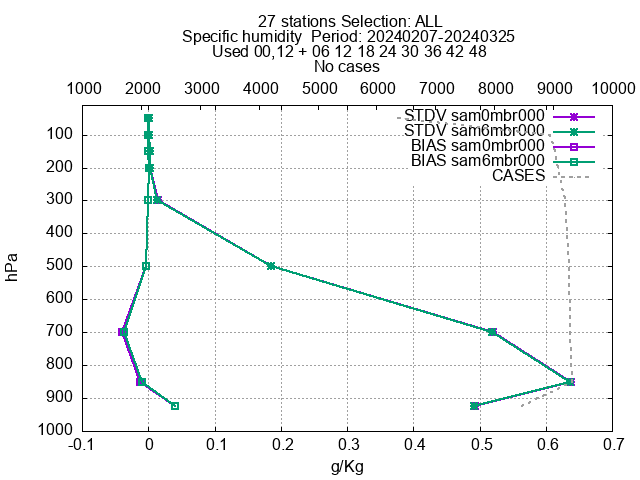 27 stations Selection: ALL
Specific humidity  Period: 20240207-20240325
Used 00,12 + 06 12 18 24 30 36 42 48
No cases
1000 2000 3000 4000 5000 6000 7000 8000 9000 10000
STDV sam0mbr000
STDV sam6mbr000
BIAS sam0mbr000
BIAS sam6mbr000
CASES
100
200
300
400
500
600
700
800
900
1000
hPa
-0.1 0 0.1 0.2 0.3 0.4 0.5 0.6 0.7
g/Kg